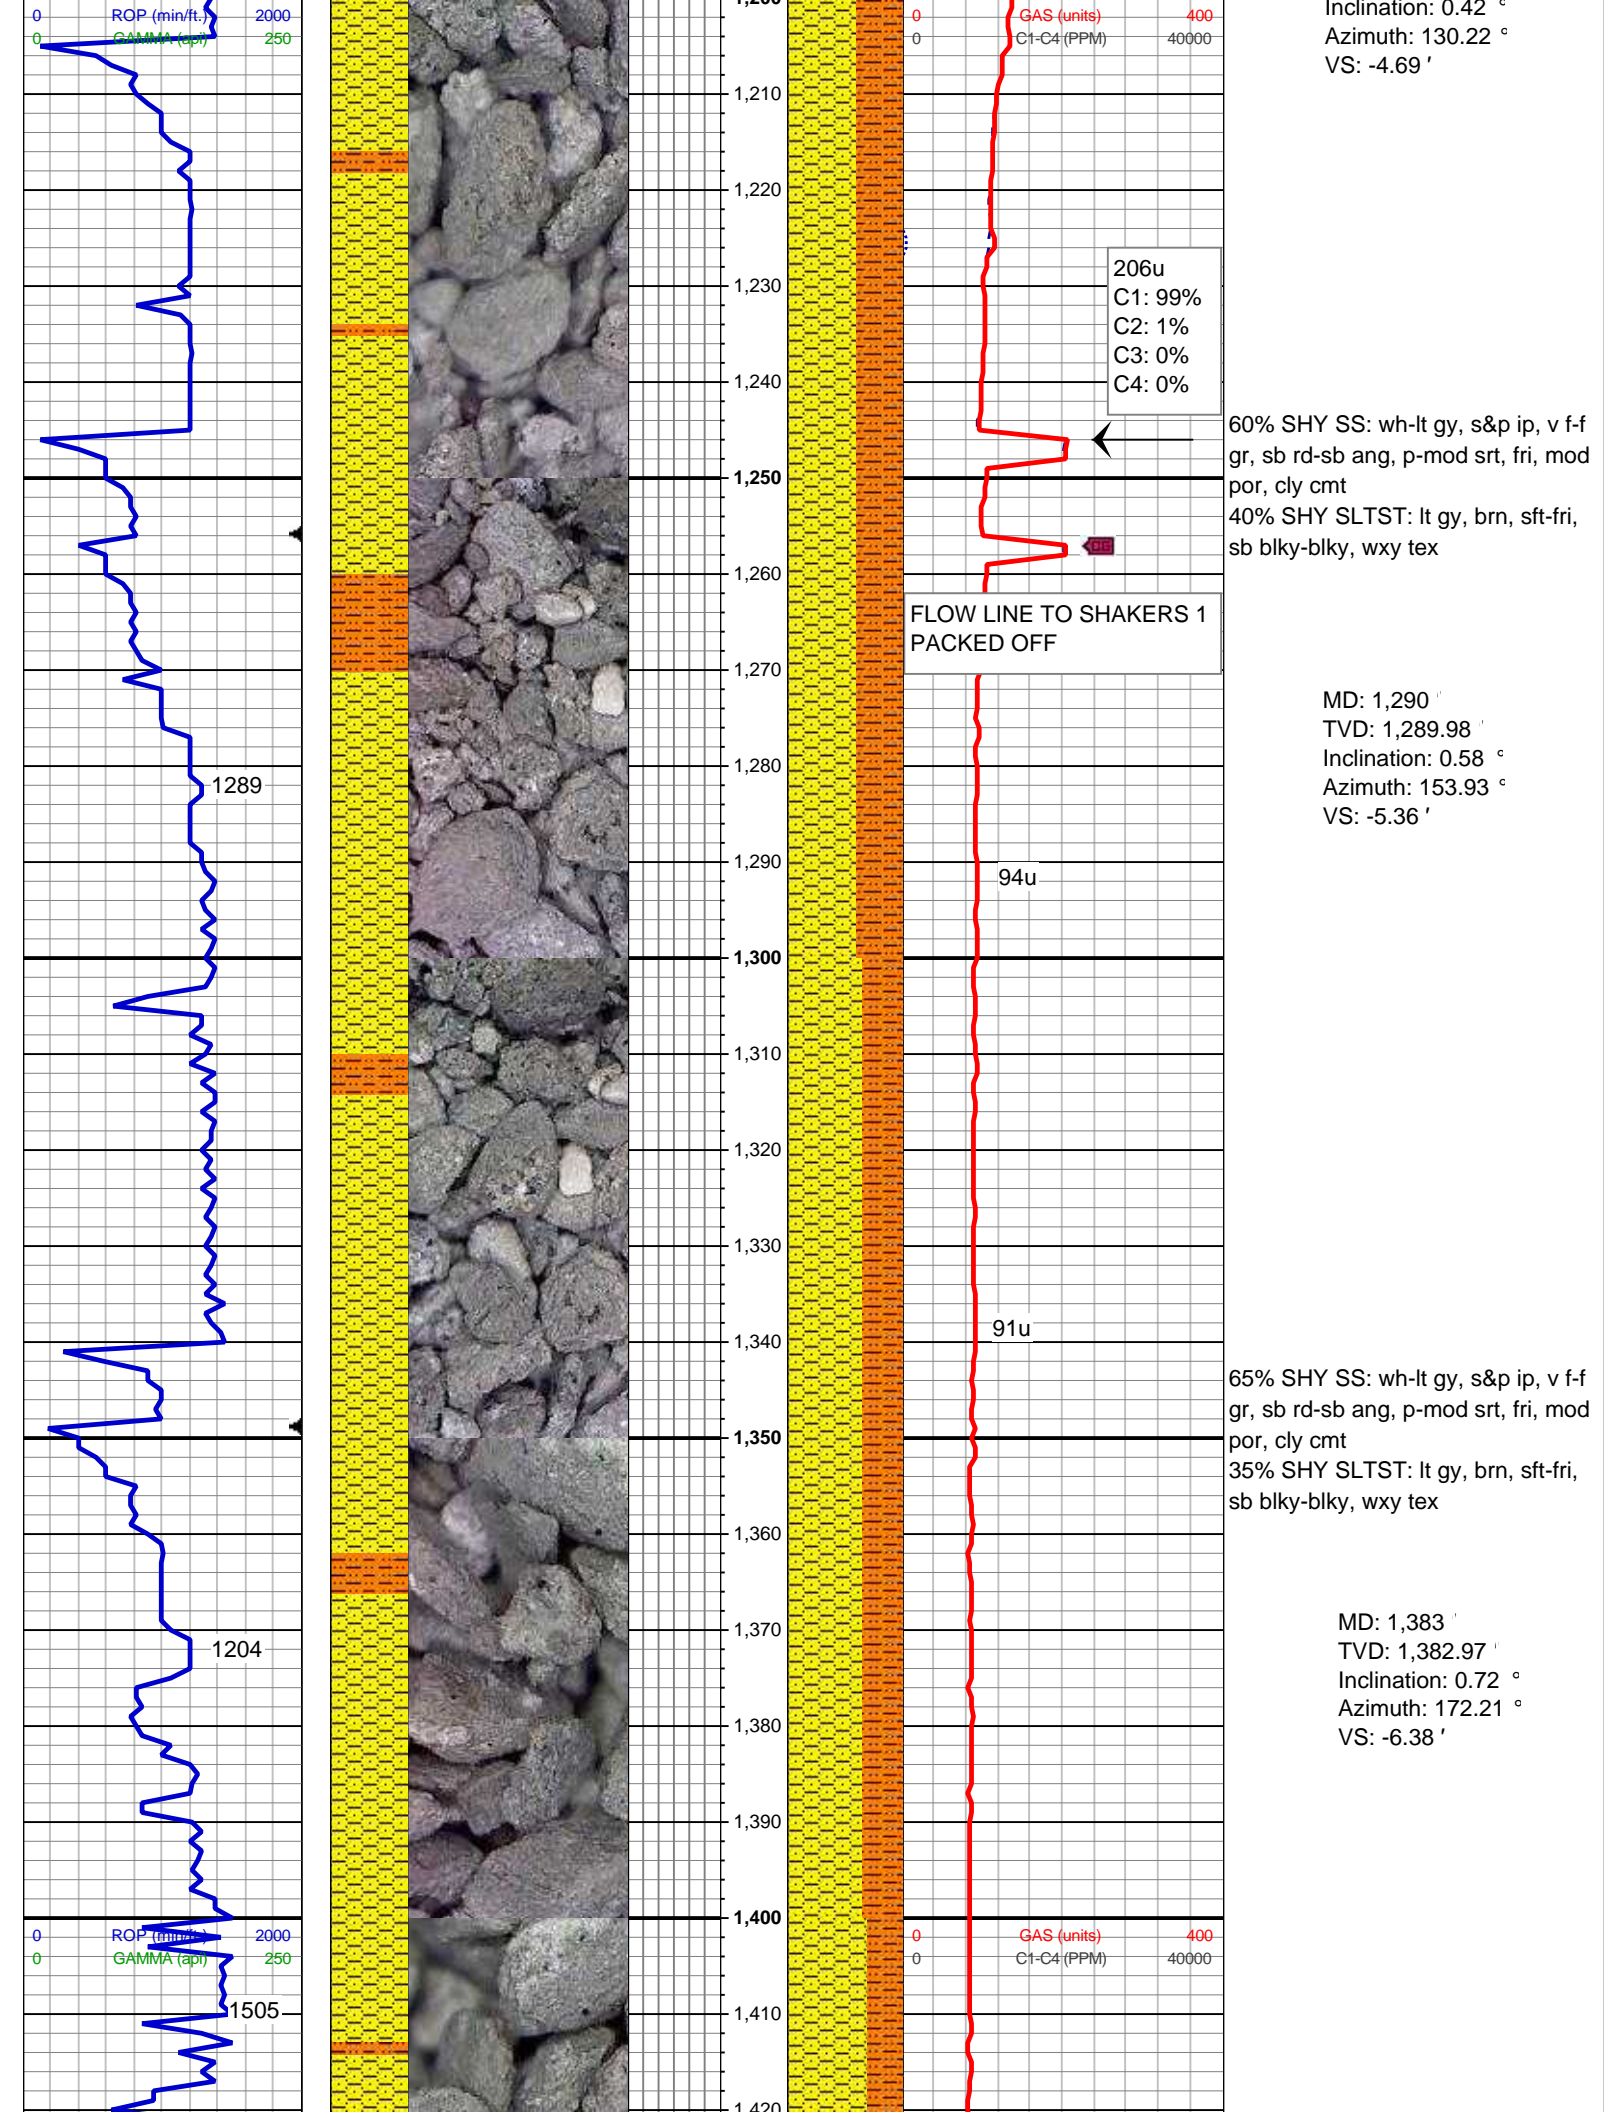 1,200
Inclination: 0.42 °
0 ROP (min/ft.) 2000
0 GAS (units) 400
Azimuth: 130.22 °
0 GAMMA (api) 250
0 C1-C4 (PPM) 40000
VS: -4.69 '
1,210
1,220
206u
C1: 99%
C2: 1%
C3: 0%
C4: 0%
1,230
1,240
60% SHY SS: wh-lt gy, s&p ip, v f-f
gr, sb rd-sb ang, p-mod srt, fri, mod
por, cly cmt
40% SHY SLTST: lt gy, brn, sft-fri,
sb blky-blky, wxy tex
1,250
DG
1,260
FLOW LINE TO SHAKERS 1
PACKED OFF
1,270
MD: 1,290 '
TVD: 1,289.98 '
Inclination: 0.58 °
Azimuth: 153.93 °
VS: -5.36 '
1,280
1289
1,290
94u
1,300
1,310
1,320
1,330
91u
1,340
65% SHY SS: wh-lt gy, s&p ip, v f-f
gr, sb rd-sb ang, p-mod srt, fri, mod
por, cly cmt
35% SHY SLTST: lt gy, brn, sft-fri,
sb blky-blky, wxy tex
1,350
1,360
1,370
1204
MD: 1,383 '
TVD: 1,382.97 '
Inclination: 0.72 °
Azimuth: 172.21 °
VS: -6.38 '
1,380
1,390
1,400
0 ROP (min/ft.) 2000
0 GAS (units) 400
0 GAMMA (api) 250
0 C1-C4 (PPM) 40000
1505
1,410
1,420